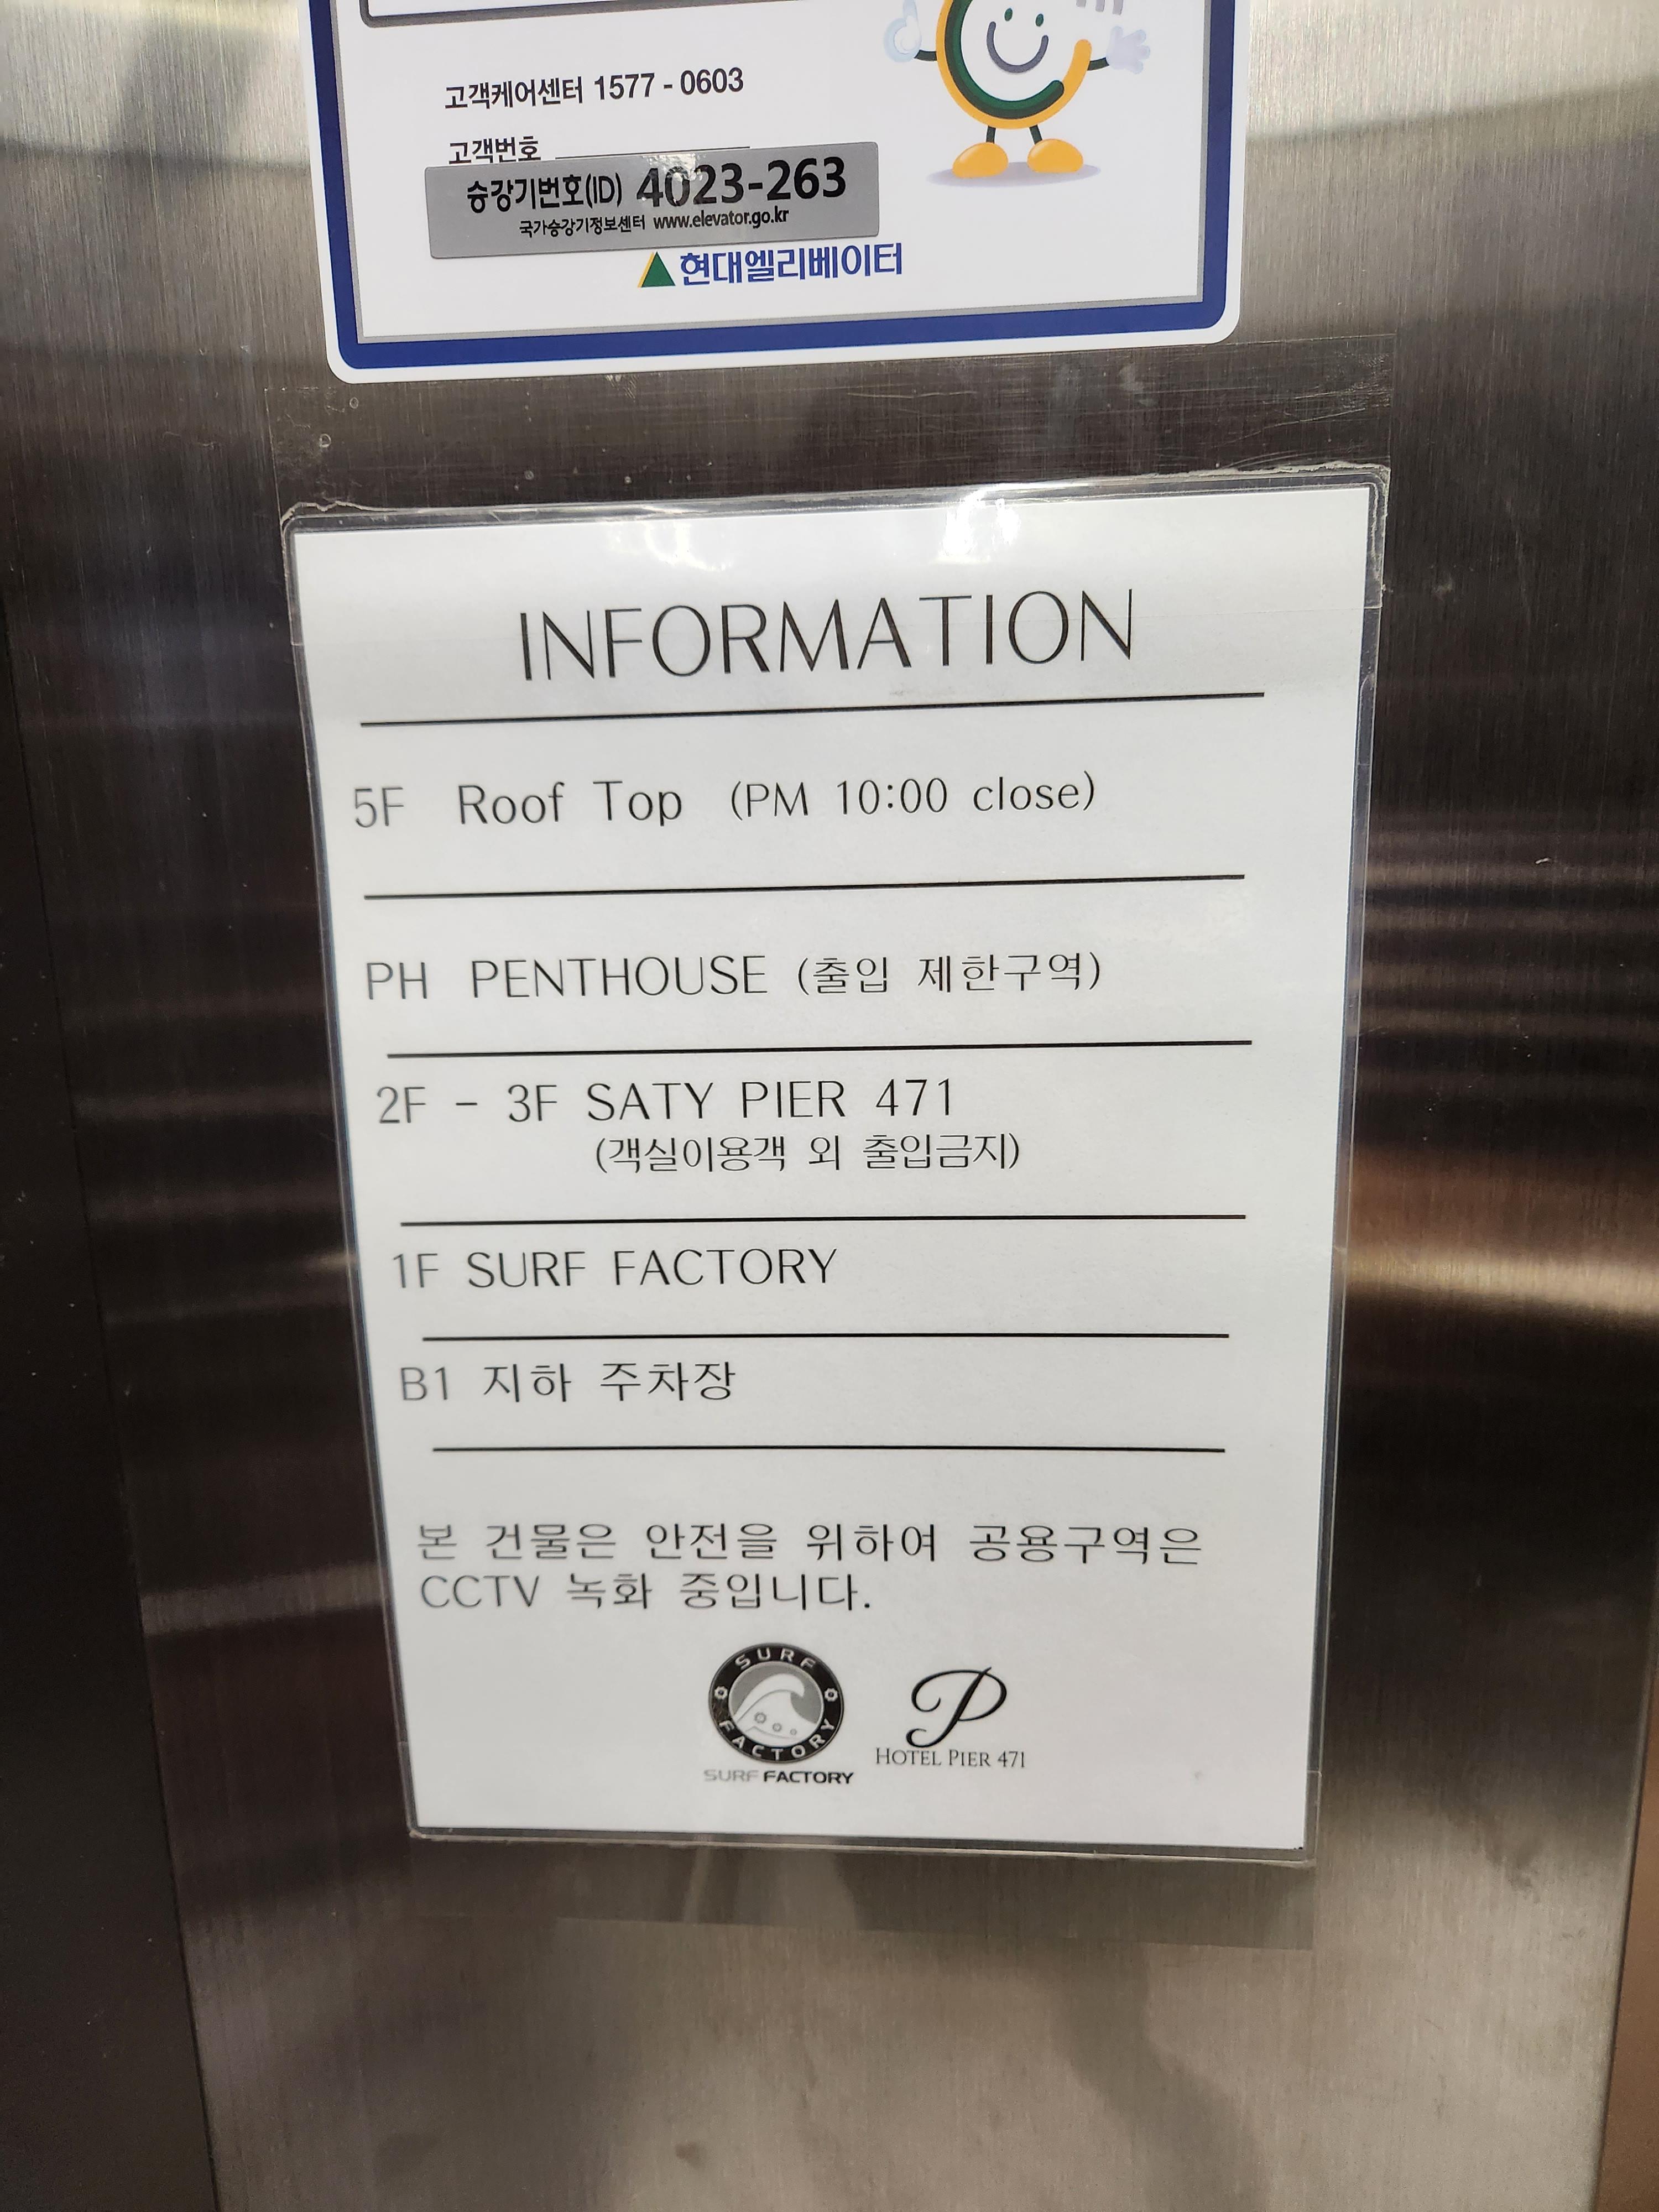 고객케어센터 1577 - 0603
고객번호
승강기번호(ID) 4023-263
국가승강기정보센터 www.elevator.go.kr
현대엘리베이터
INFORMATION
5F Roof Top (PM 10:00 close)
PH PENTHOUSE (출입 제한구역)
2F - 3F SATY PIER 471
(객실이용객 외 출입금지)
1F SURF FACTORY
B1 지하 주차장
본 건물은 안전을 위하여 공용구역은
CCTV 녹화 중입니다.
SURF
FACTORY
SURF FACTORY
P
HOTEL PIER 471